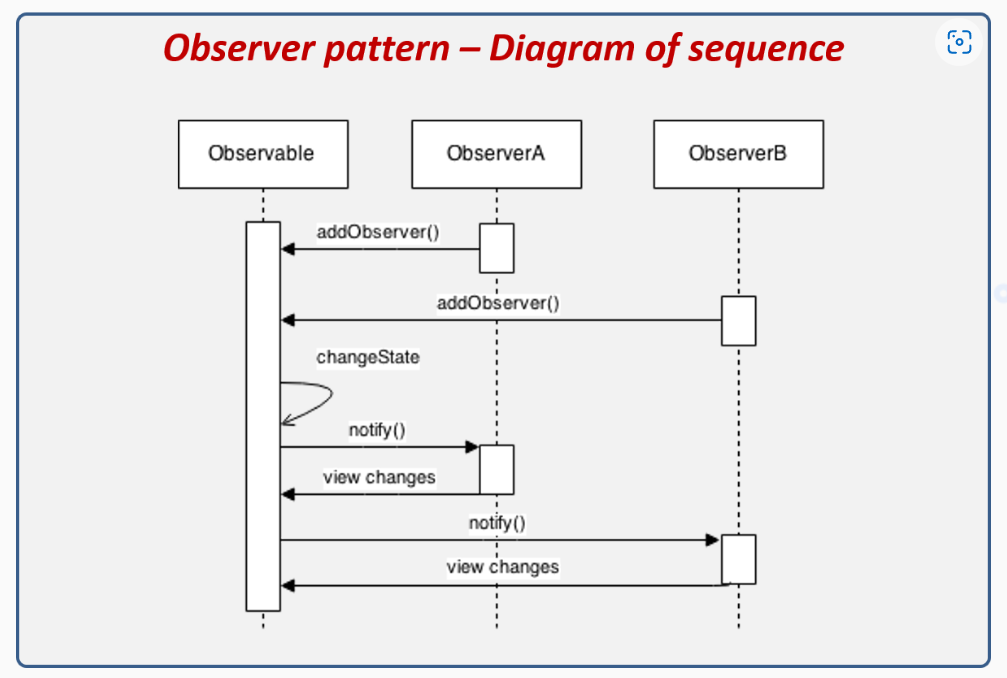 Observer pattern – Diagram of sequence
Observable
ObserverA
ObserverB
addObserver()
addObserver()
changeState
notify()
view changes
notify()
view changes